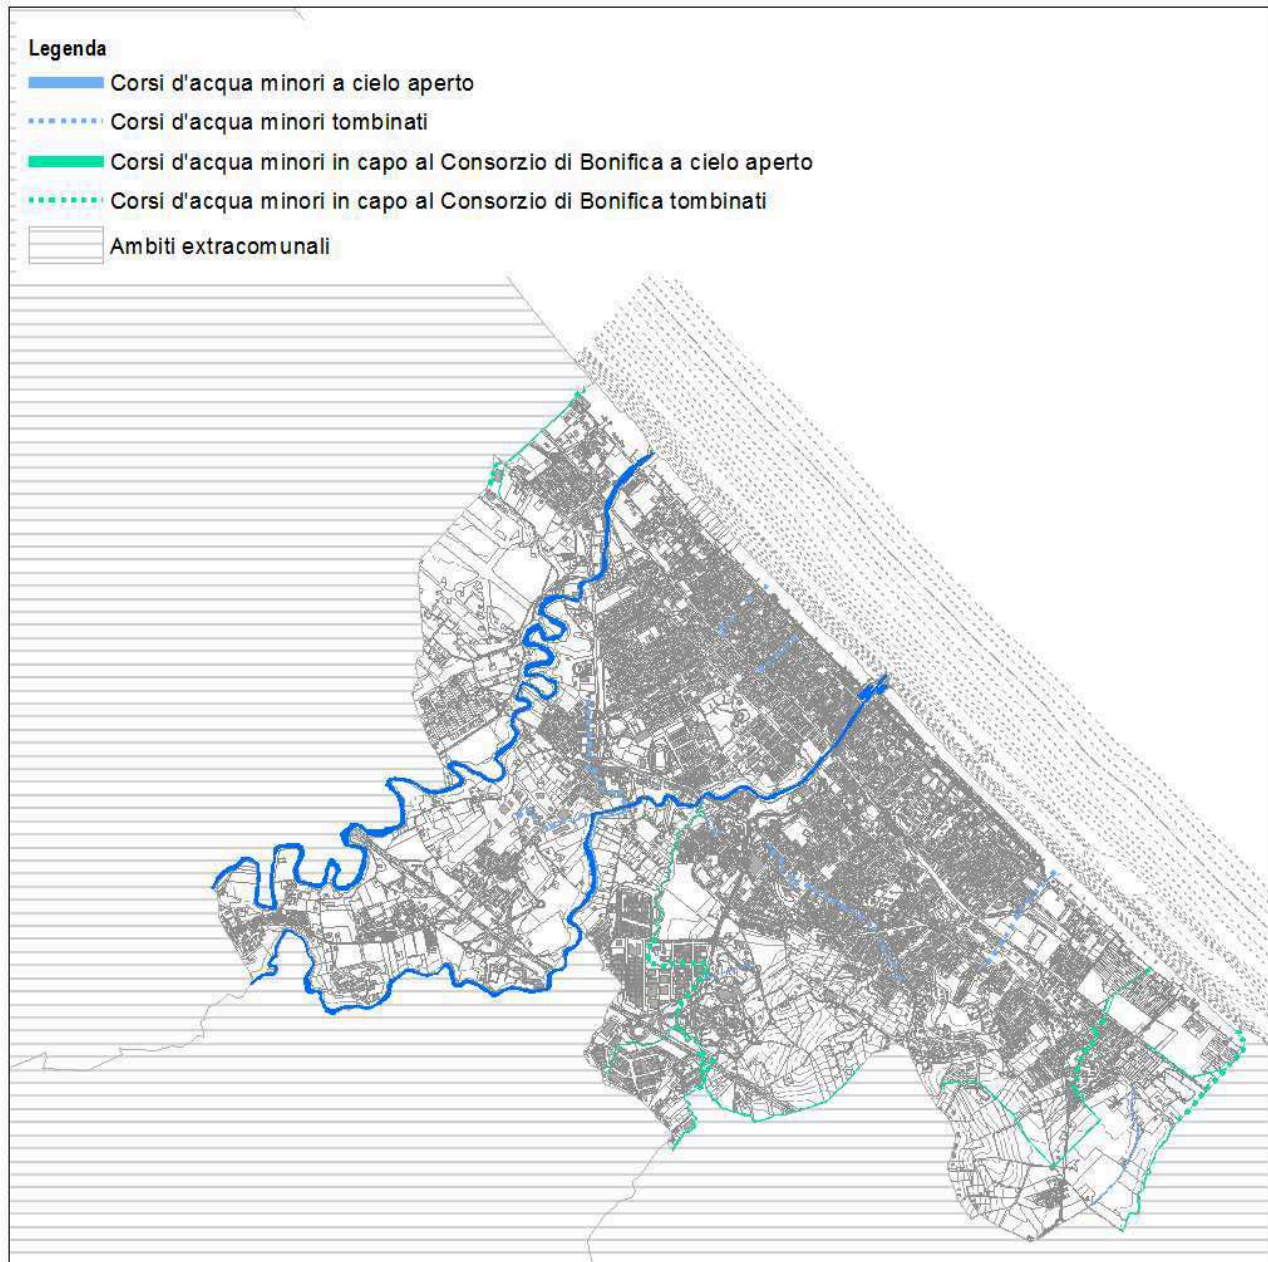 Legenda
Corsi d'acqua minori a cielo aperto
Corsi d'acqua minori tombinati
Corsi d'acqua minori in capo al Consorzio di Bonifica a cielo aperto
Corsi d'acqua minori in capo al Consorzio di Bonifica tombinati
Ambiti extracomunali